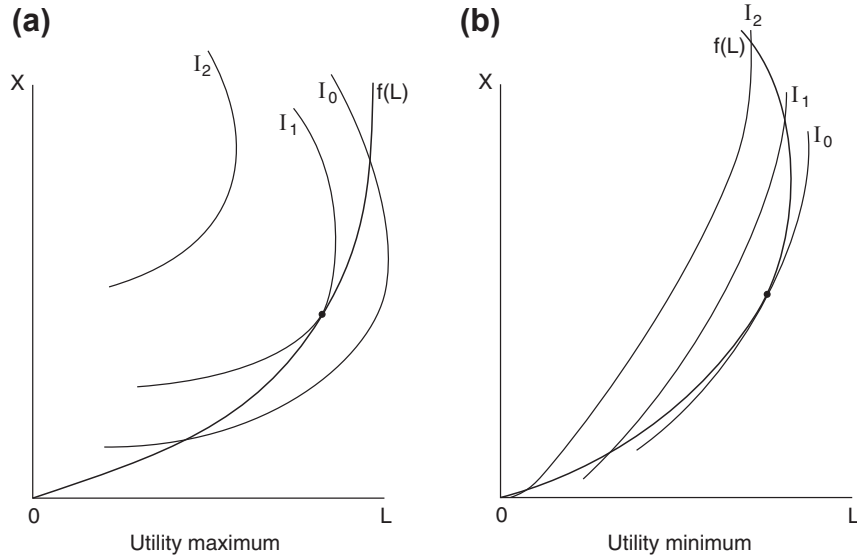 (a)
X
I2
I1
I0
f(L)
0
L
Utility maximum
(b)
X
I2
f(L)
I1
I0
0
L
Utility minimum